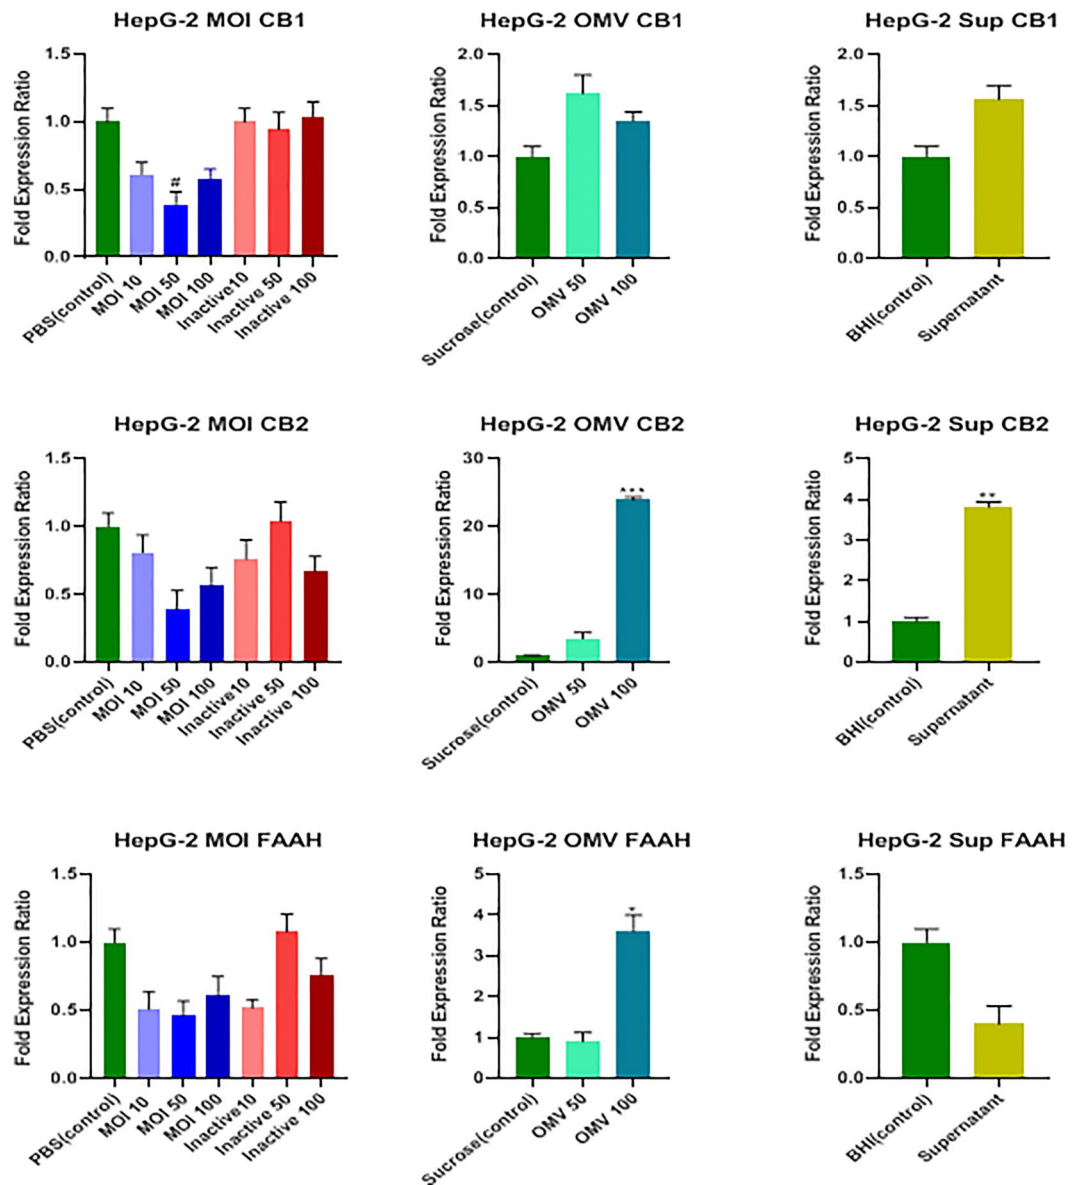 HepG-2 MOI CB1
Fold Expression Ratio
1.5
1.0
0.5
0.0
#
PBS(control)
MOI 10
MOI 50
MOI 100
Inactive10
Inactive 50
Inactive 100
HepG-2 OMV CB1
Fold Expression Ratio
2.0
1.5
1.0
0.5
0.0
Sucrose(control)
OMV 50
OMV 100
HepG-2 Sup CB1
Fold Expression Ratio
2.0
1.5
1.0
0.5
0.0
BHI(control)
Supernatant
HepG-2 MOI CB2
Fold Expression Ratio
1.5
1.0
0.5
0.0
PBS(control)
MOI 10
MOI 50
MOI 100
Inactive10
Inactive 50
Inactive 100
HepG-2 OMV CB2
Fold Expression Ratio
30
20
10
0
***
Sucrose(control)
OMV 50
OMV 100
HepG-2 Sup CB2
Fold Expression Ratio
5
4
3
2
1
0
**
BHI(control)
Supernatant
HepG-2 MOI FAAH
Fold Expression Ratio
1.5
1.0
0.5
0.0
PBS(control)
MOI 10
MOI 50
MOI 100
Inactive10
Inactive 50
Inactive 100
HepG-2 OMV FAAH
Fold Expression Ratio
5
4
3
2
1
0
*
Sucrose(control)
OMV 50
OMV 100
HepG-2 Sup FAAH
Fold Expression Ratio
1.5
1.0
0.5
0.0
BHI(control)
Supernatant